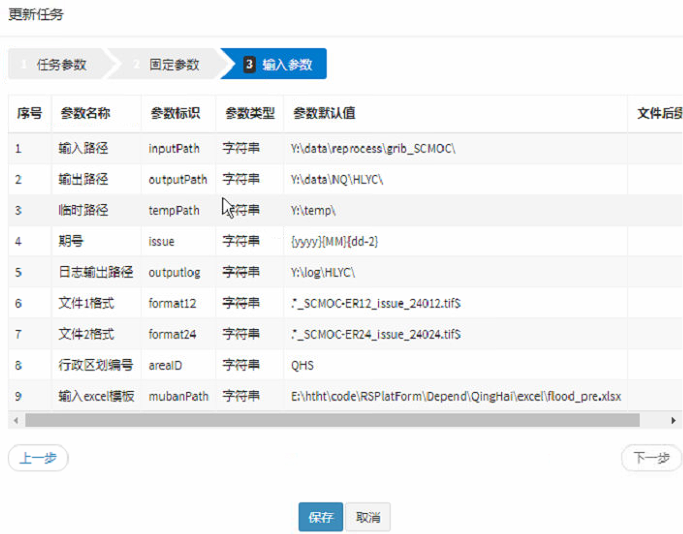 更新任务
1 任务参数 2 固定参数 3 输入参数
序号 参数名称 参数标识 参数类型 参数默认值 文件后缀
1 输入路径 inputPath 字符串 Y:\data\reprocess\grib_SCMOC\
2 输出路径 outputPath 字符串 Y:\data\NQ\HLYC\
3 临时路径 tempPath 字符串 Y:\temp\
4 期号 issue 字符串 {yyyy}{MM}{dd-2}
5 日志输出路径 outputlog 字符串 Y:\log\HLYC\
6 文件1格式 format12 字符串 .*_SCMOC-ER12_issue_24012.tif$
7 文件2格式 format24 字符串 .*_SCMOC-ER24_issue_24024.tif$
8 行政区划编号 areaID 字符串 QHS
9 输入excel模板 mubanPath 字符串 E:\htht\code\RSPlatForm\Depend\QingHai\excel\flood_pre.xlsx
上一步 下一步
保存 取消